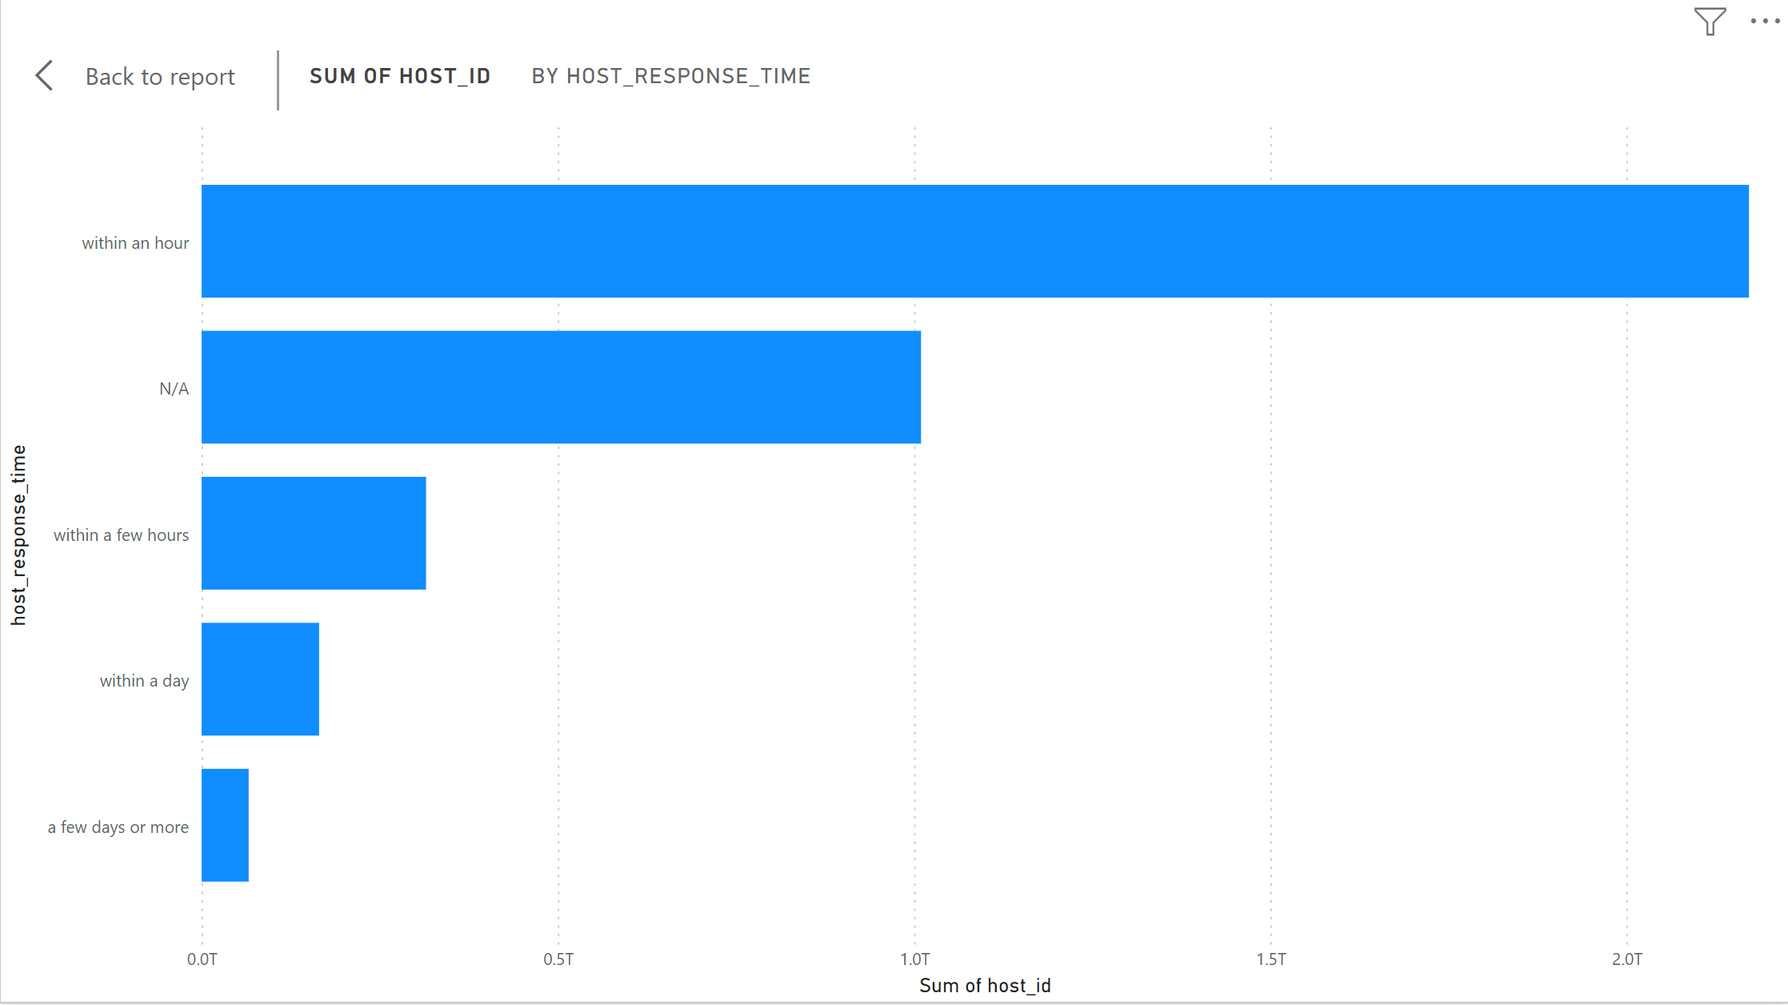 Back to report
SUM OF HOST_ID BY HOST_RESPONSE_TIME
host_response_time
within an hour
N/A
within a few hours
within a day
a few days or more
0.0T 0.5T 1.0T 1.5T 2.0T
Sum of host_id